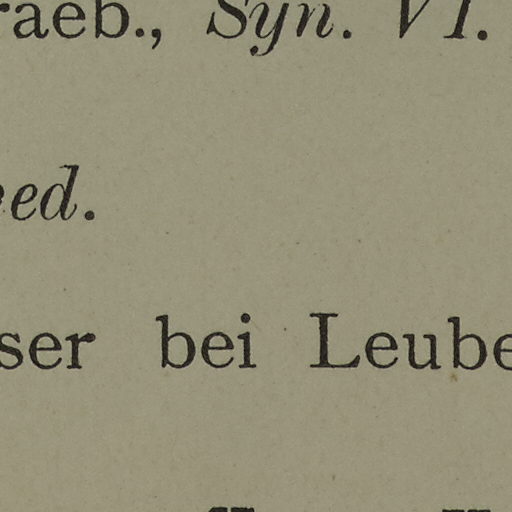 raeb., Syn. VI.
ed.
ser bei Leube